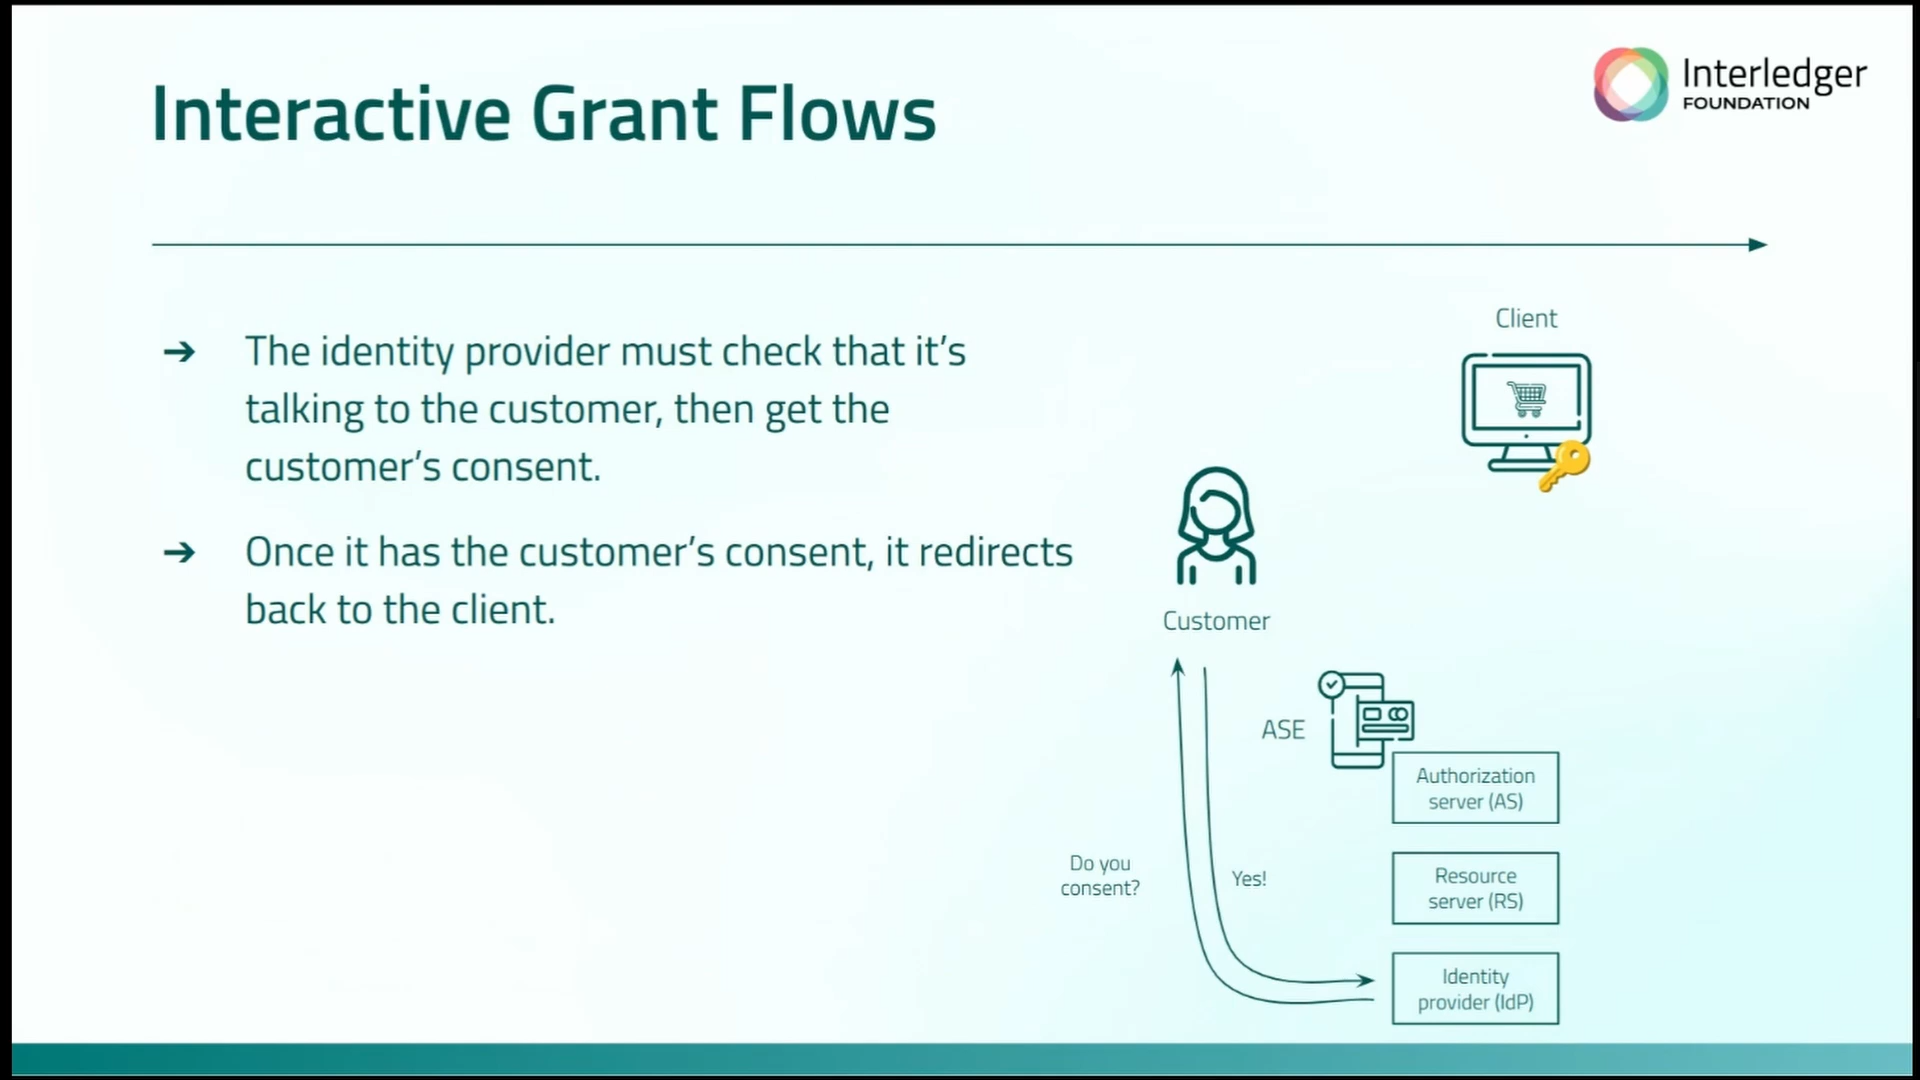 Interactive Grant Flows
Interledger
FOUNDATION
➔ The identity provider must check that it’s
talking to the customer, then get the
customer’s consent.
➔ Once it has the customer’s consent, it redirects
back to the client.
Client
Customer
ASE
Authorization
server (AS)
Do you
consent?
Yes!
Resource
server (RS)
Identity
provider (IdP)